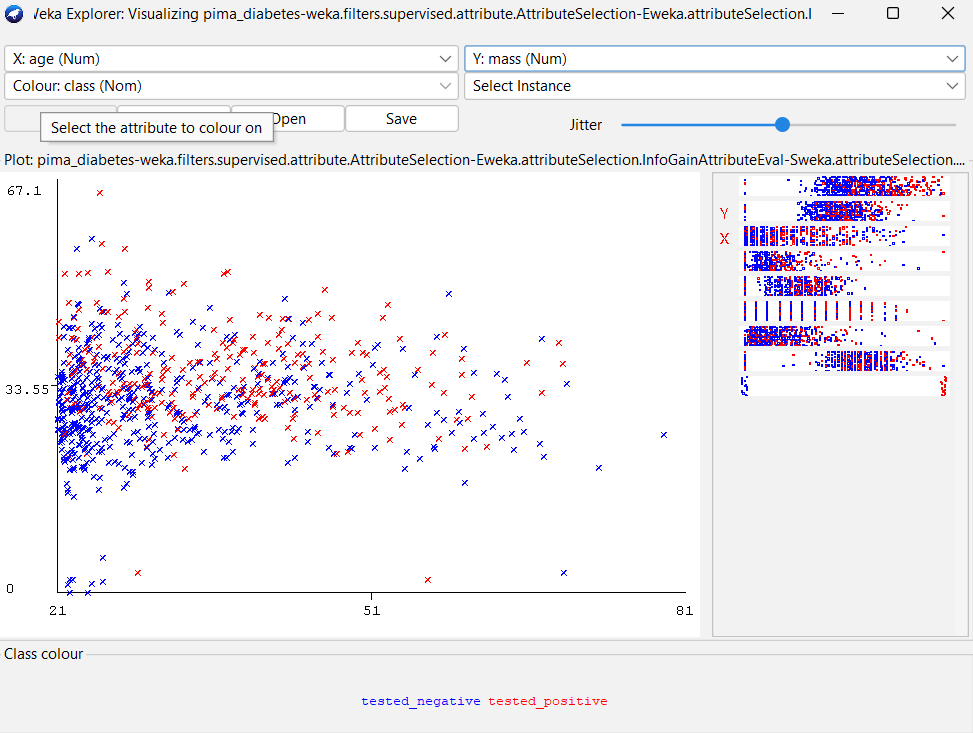 Weka Explorer: Visualizing pima_diabetes-weka.filters.supervised.attribute.AttributeSelection-Eweka.attributeSelection.I
X: age (Num)
Y: mass (Num)
Colour: class (Nom)
Select Instance
Open
Save
Select the attribute to colour on
Jitter
Plot: pima_diabetes-weka.filters.supervised.attribute.AttributeSelection-Eweka.attributeSelection.InfoGainAttributeEval-Sweka.attributeSelection....
67.1
Y
X
33.55
0
21
51
81
Class colour
tested_negative tested_positive